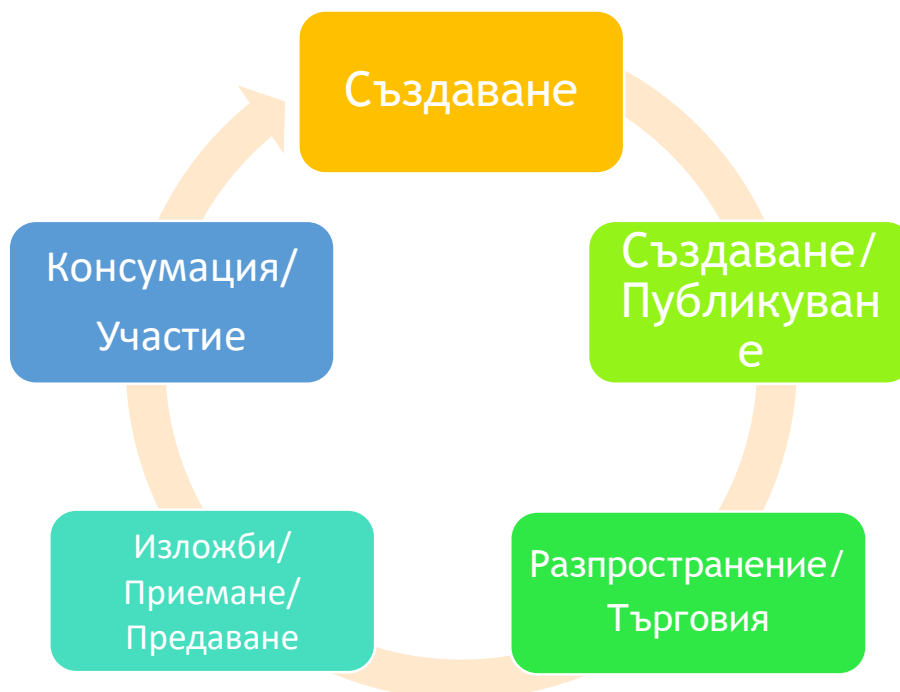 Създаване
Създаване/
Публикуван
е
Разпространение/
Търговия
Изложби/
Приемане/
Предаване
Консумация/
Участие